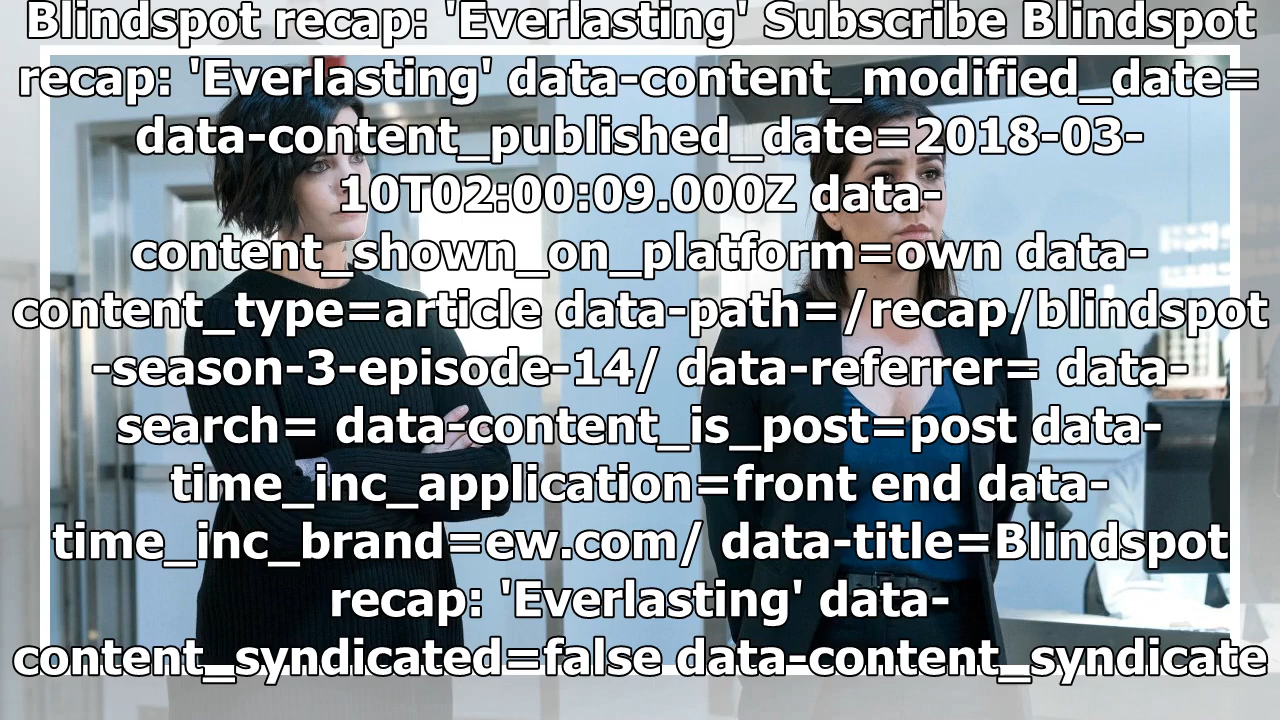 Blindspot recap: 'Everlasting' Subscribe Blindspot
recap: 'Everlasting' data-content_modified_date=
data-content_published_date=2018-03-
10T02:00:09.000Z data-
content_shown_on_platform=own data-
content_type=article data-path=/recap/blindspot
-season-3-episode-14/ data-referrer= data-
search= data-content_is_post=post data-
time_inc_application=front end data-
time_inc_brand=ew.com/ data-title=Blindspot
recap: 'Everlasting' data-
content_syndicated=false data-content_syndicate